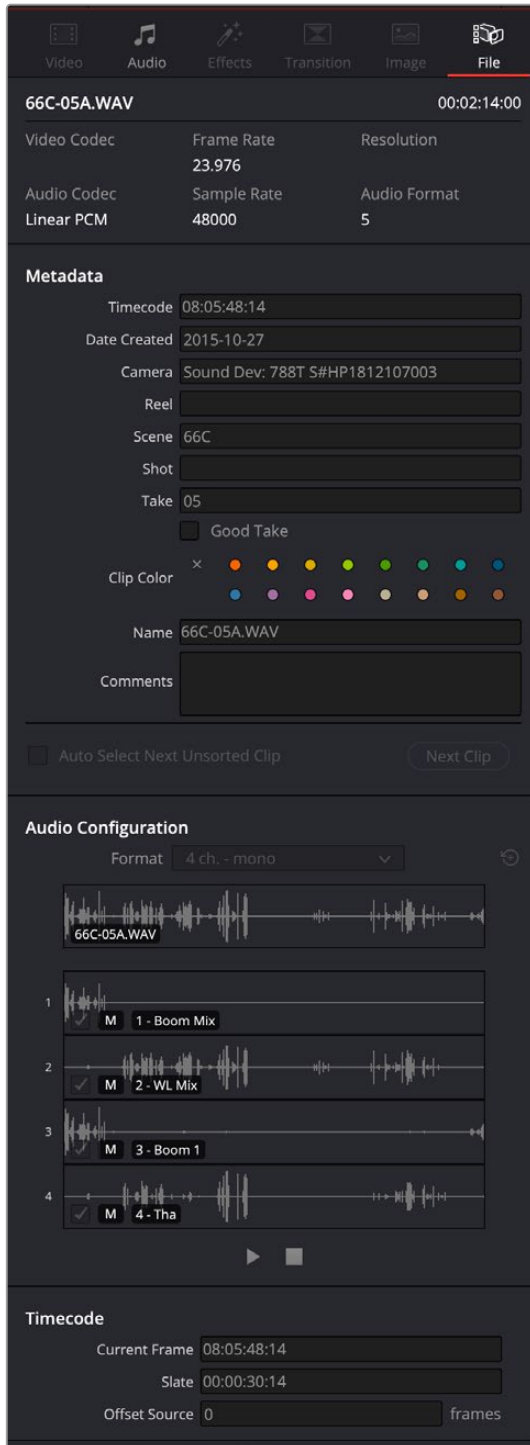 Video Audio Effects Transition Image File
66C-05A.WAV 00:02:14:00
Video Codec Frame Rate Resolution
23.976
Audio Codec Sample Rate Audio Format
Linear PCM 48000 5
Metadata
Timecode 08:05:48:14
Date Created 2015-10-27
Camera Sound Dev: 788T S#HP1812107003
Reel
Scene 66C
Shot
Take 05
Good Take
Clip Color
Name 66C-05A.WAV
Comments
Auto Select Next Unsorted Clip Next Clip
Audio Configuration
Format 4 ch. - mono
66C-05A.WAV
1 M 1 - Boom Mix
2 M 2 - WL Mix
3 M 3 - Boom 1
4 M 4 - Tha
Timecode
Current Frame 08:05:48:14
Slate 00:00:30:14
Offset Source 0 frames